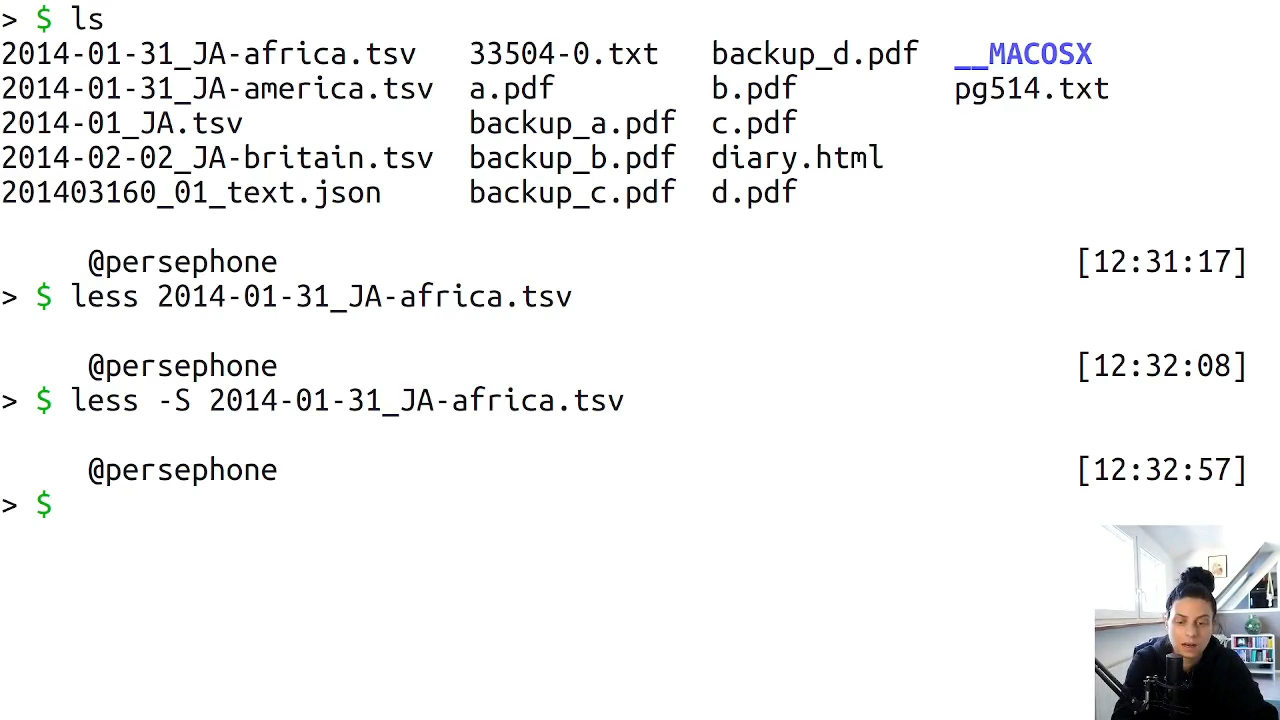 > $ ls
2014-01-31_JA-africa.tsv 33504-0.txt backup_d.pdf __MACOSX
2014-01-31_JA-america.tsv a.pdf b.pdf pg514.txt
2014-01_JA.tsv backup_a.pdf c.pdf
2014-02-02_JA-britain.tsv backup_b.pdf diary.html
201403160_01_text.json backup_c.pdf d.pdf
@persephone [12:31:17]
> $ less 2014-01-31_JA-africa.tsv
@persephone [12:32:08]
> $ less -S 2014-01-31_JA-africa.tsv
@persephone [12:32:57]
> $